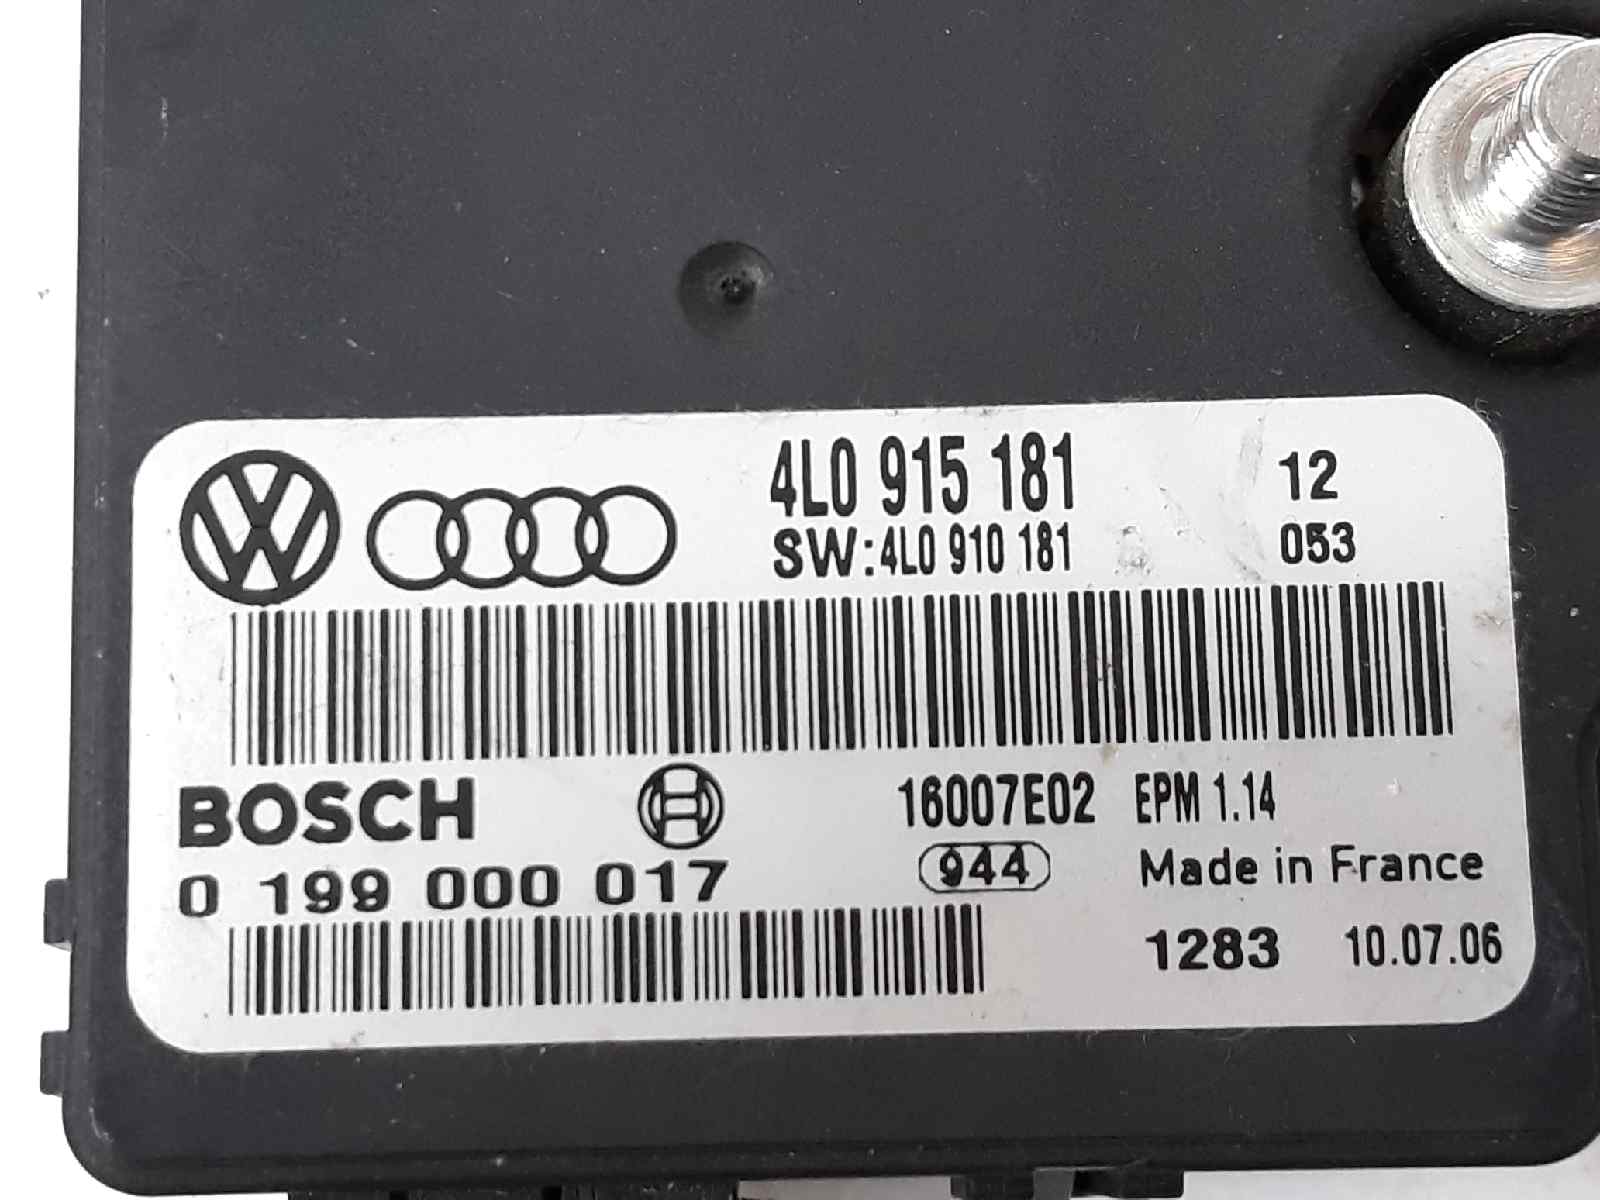 4L0 915 181 12
SW:4L0 910 181 053
BOSCH 16007E02 EPM 1.14
0 199 000 017 944 Made in France
1283 10.07.06